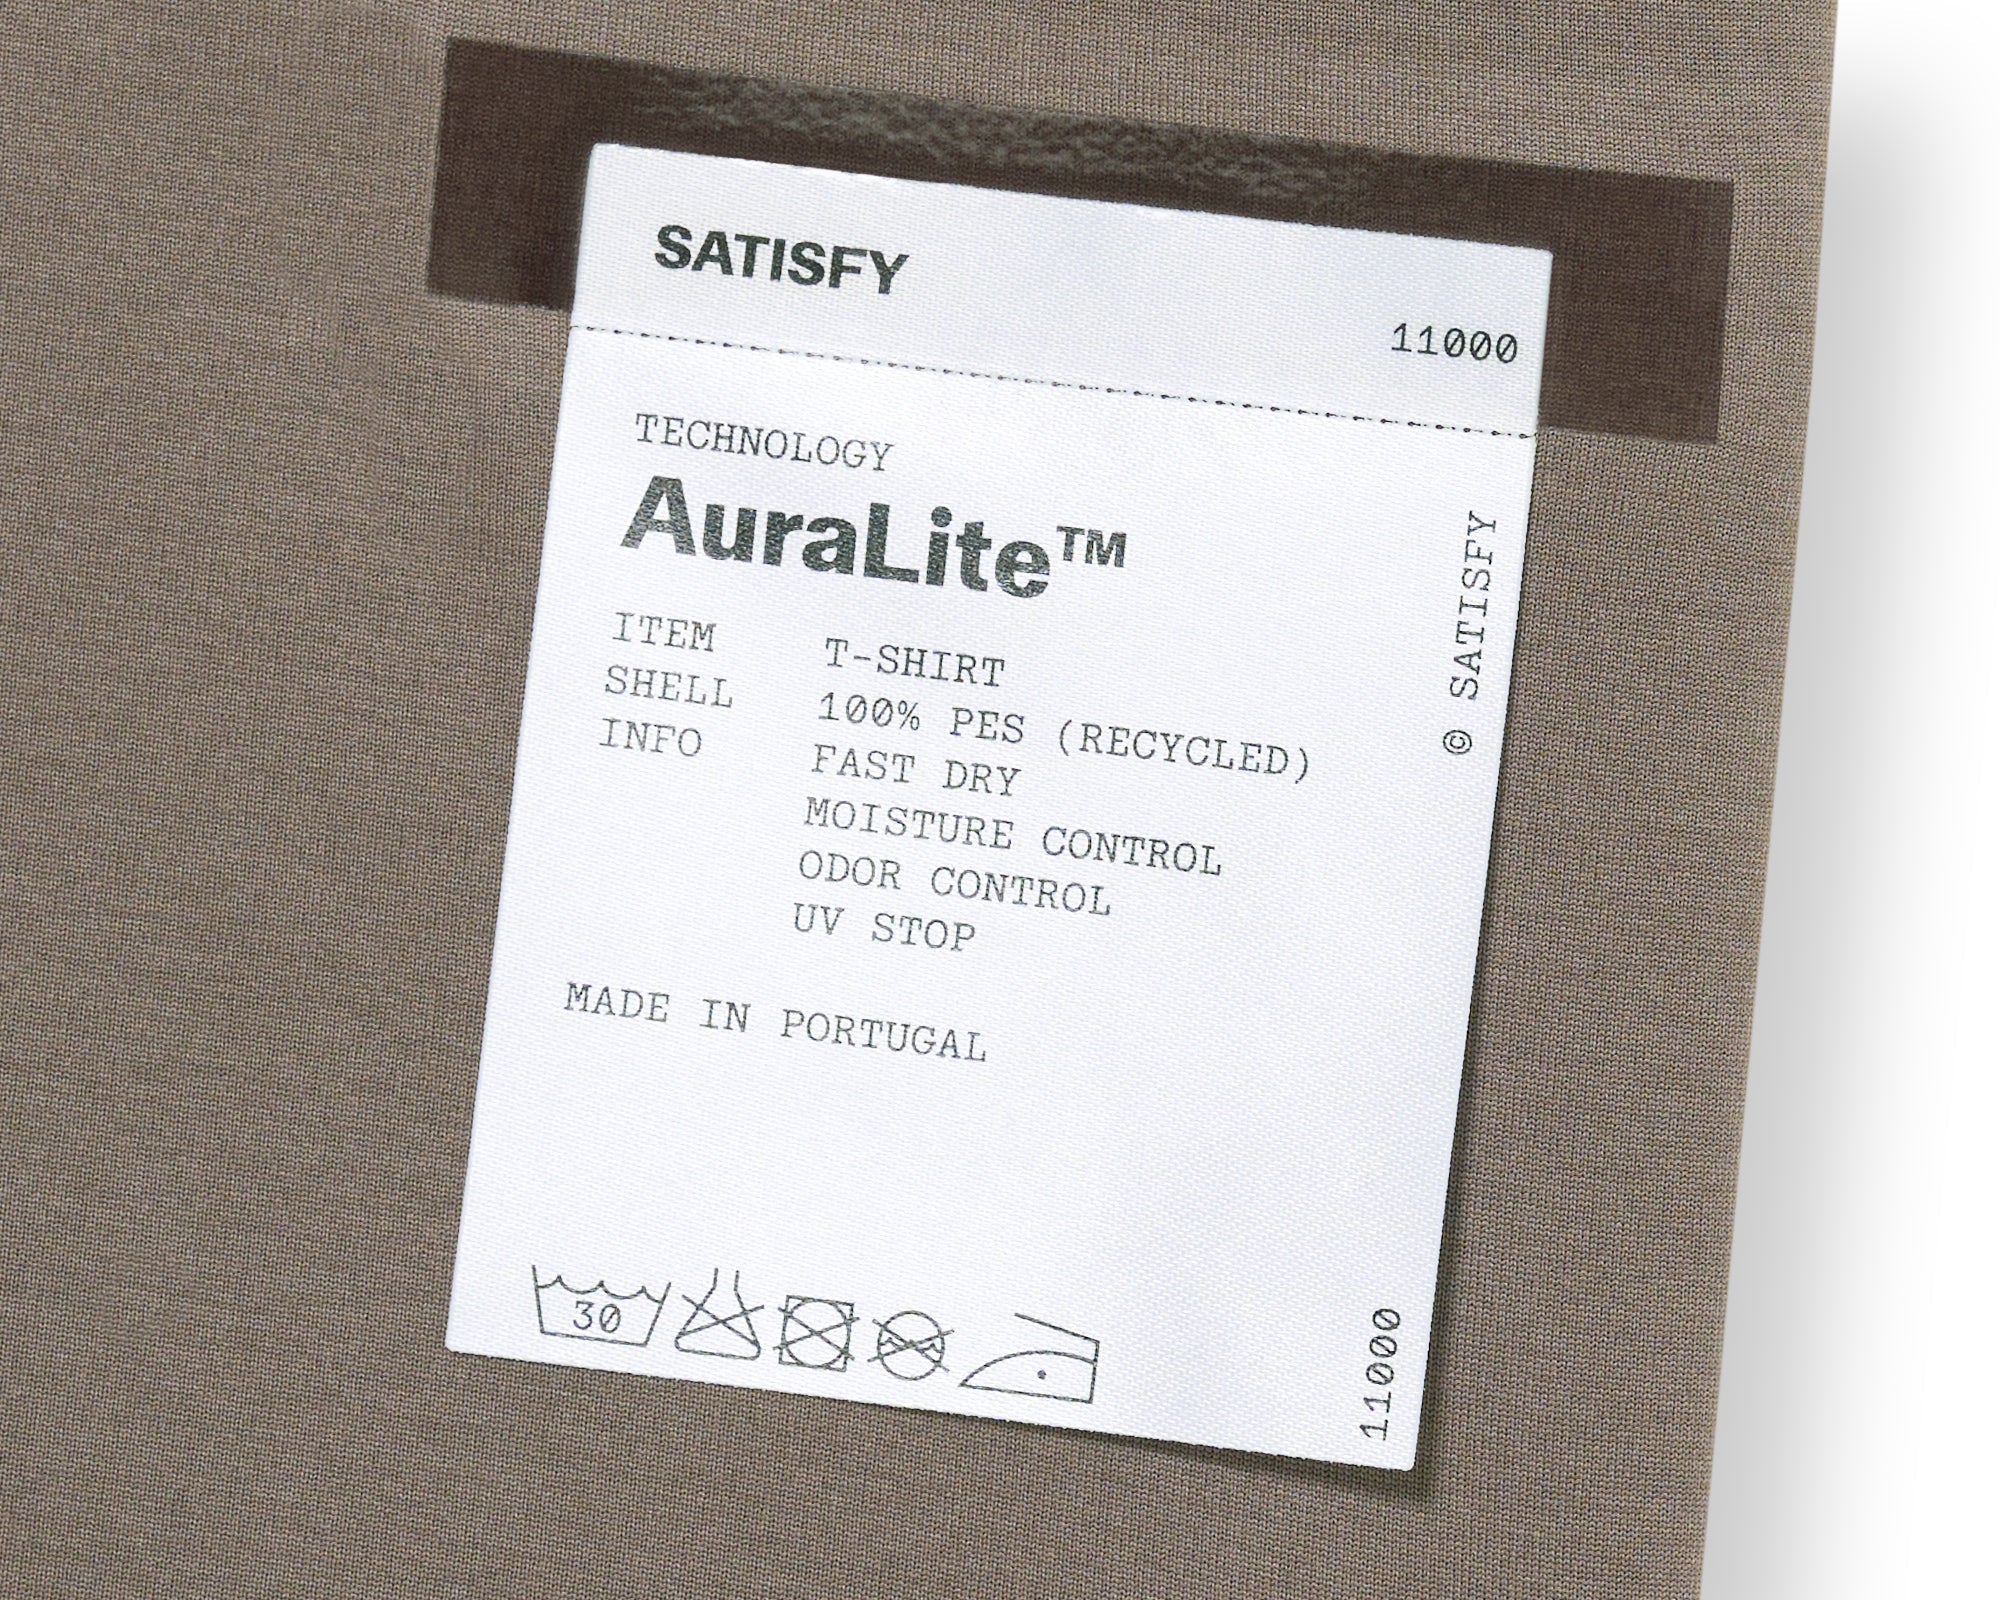 SATISFY
11000
TECHNOLOGY
AuraLite™
ITEM T-SHIRT
SHELL 100% PES (RECYCLED)
INFO FAST DRY
MOISTURE CONTROL
ODOR CONTROL
UV STOP
MADE IN PORTUGAL
30
© SATISFY
11000